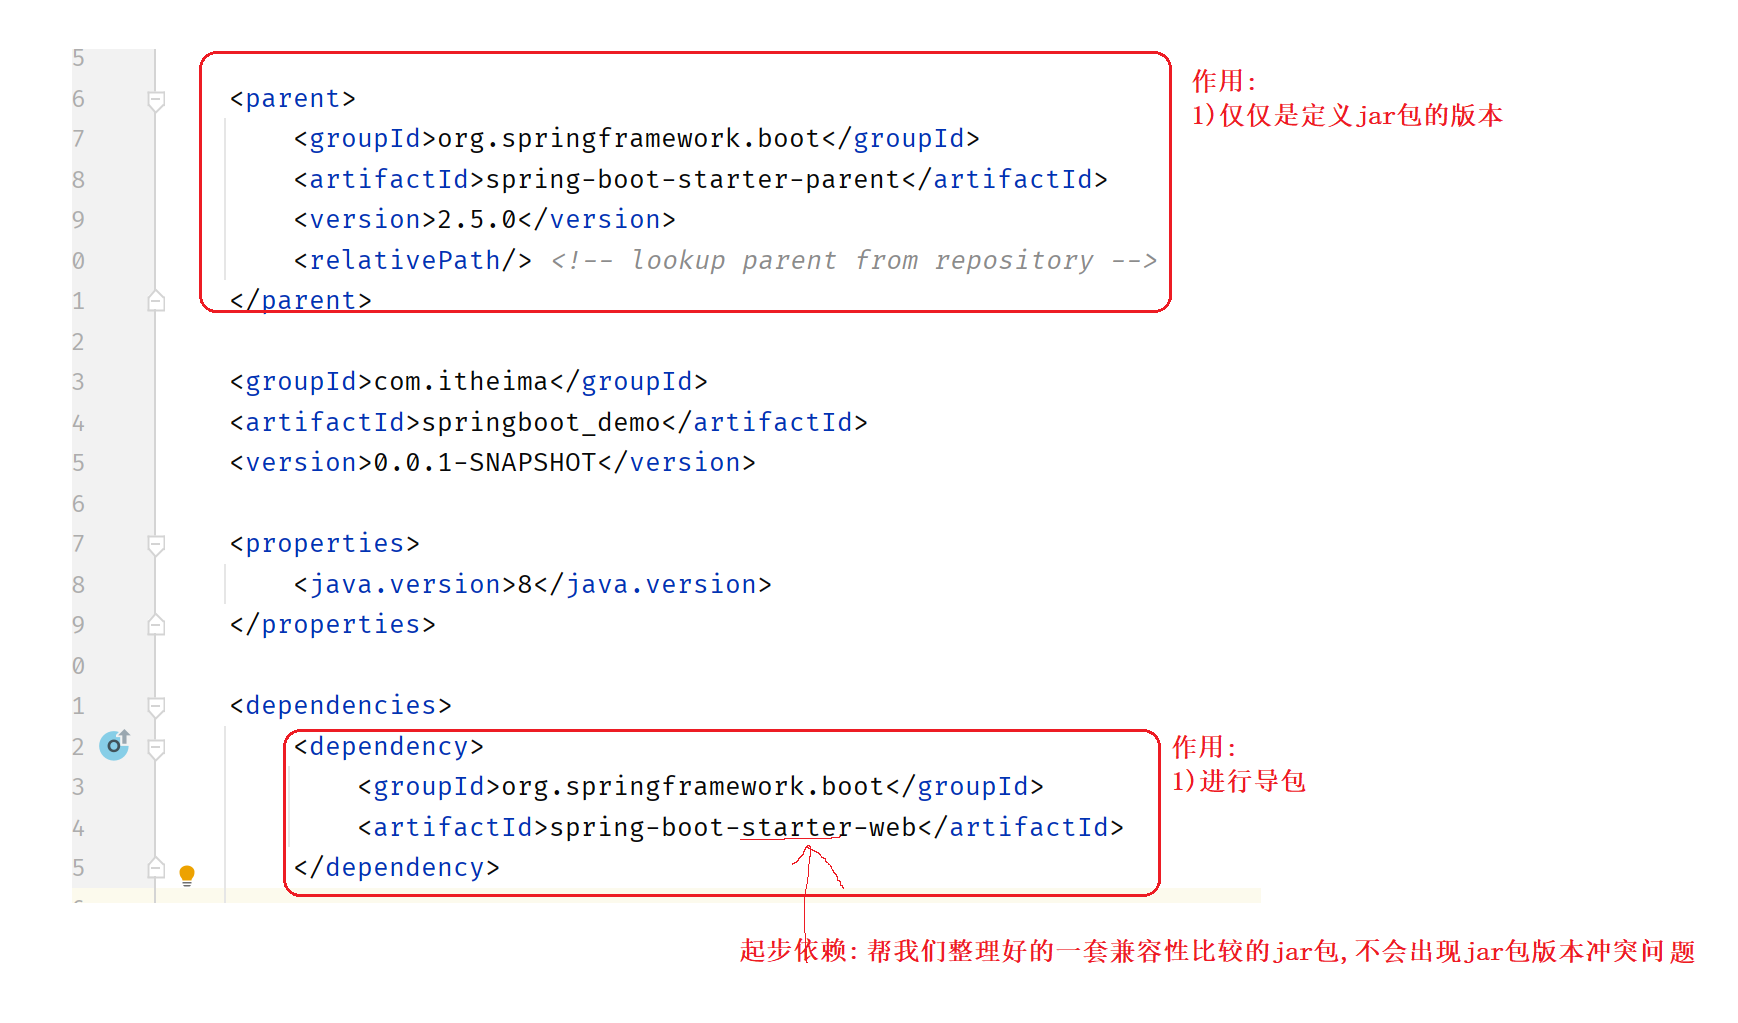 5
作用:
6 <parent>
1)仅仅是定义jar包的版本
7 <groupId>org.springframework.boot</groupId>
8 <artifactId>spring-boot-starter-parent</artifactId>
9 <version>2.5.0</version>
0 <relativePath/> <!-- lookup parent from repository -->
1 </parent>
2
3 <groupId>com.itheima</groupId>
4 <artifactId>springboot_demo</artifactId>
5 <version>0.0.1-SNAPSHOT</version>
6
7 <properties>
8 <java.version>8</java.version>
9 </properties>
0
1 <dependencies>
2 <dependency>
作用:
3 <groupId>org.springframework.boot</groupId>
1)进行导包
4 <artifactId>spring-boot-starter-web</artifactId>
5 </dependency>
起步依赖:帮我们整理好的一套兼容性比较的jar包,不会出现jar包版本冲突问题